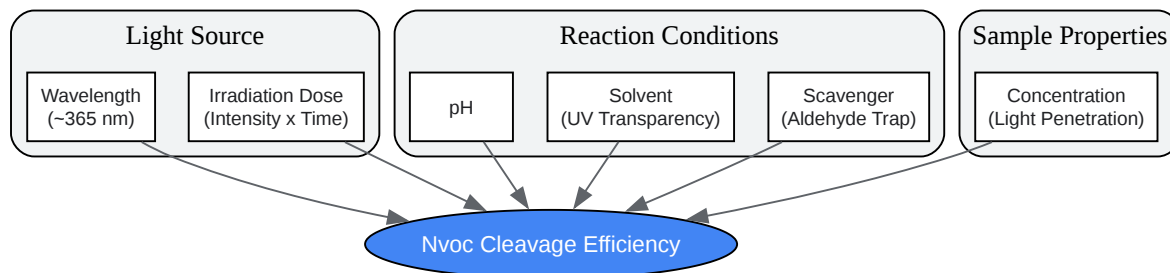 Light Source
Reaction Conditions
Sample Properties
Wavelength
(~365 nm)
Irradiation Dose
(Intensity x Time)
pH
Solvent
(UV Transparency)
Scavenger
(Aldehyde Trap)
Concentration
(Light Penetration)
Nvoc Cleavage Efficiency